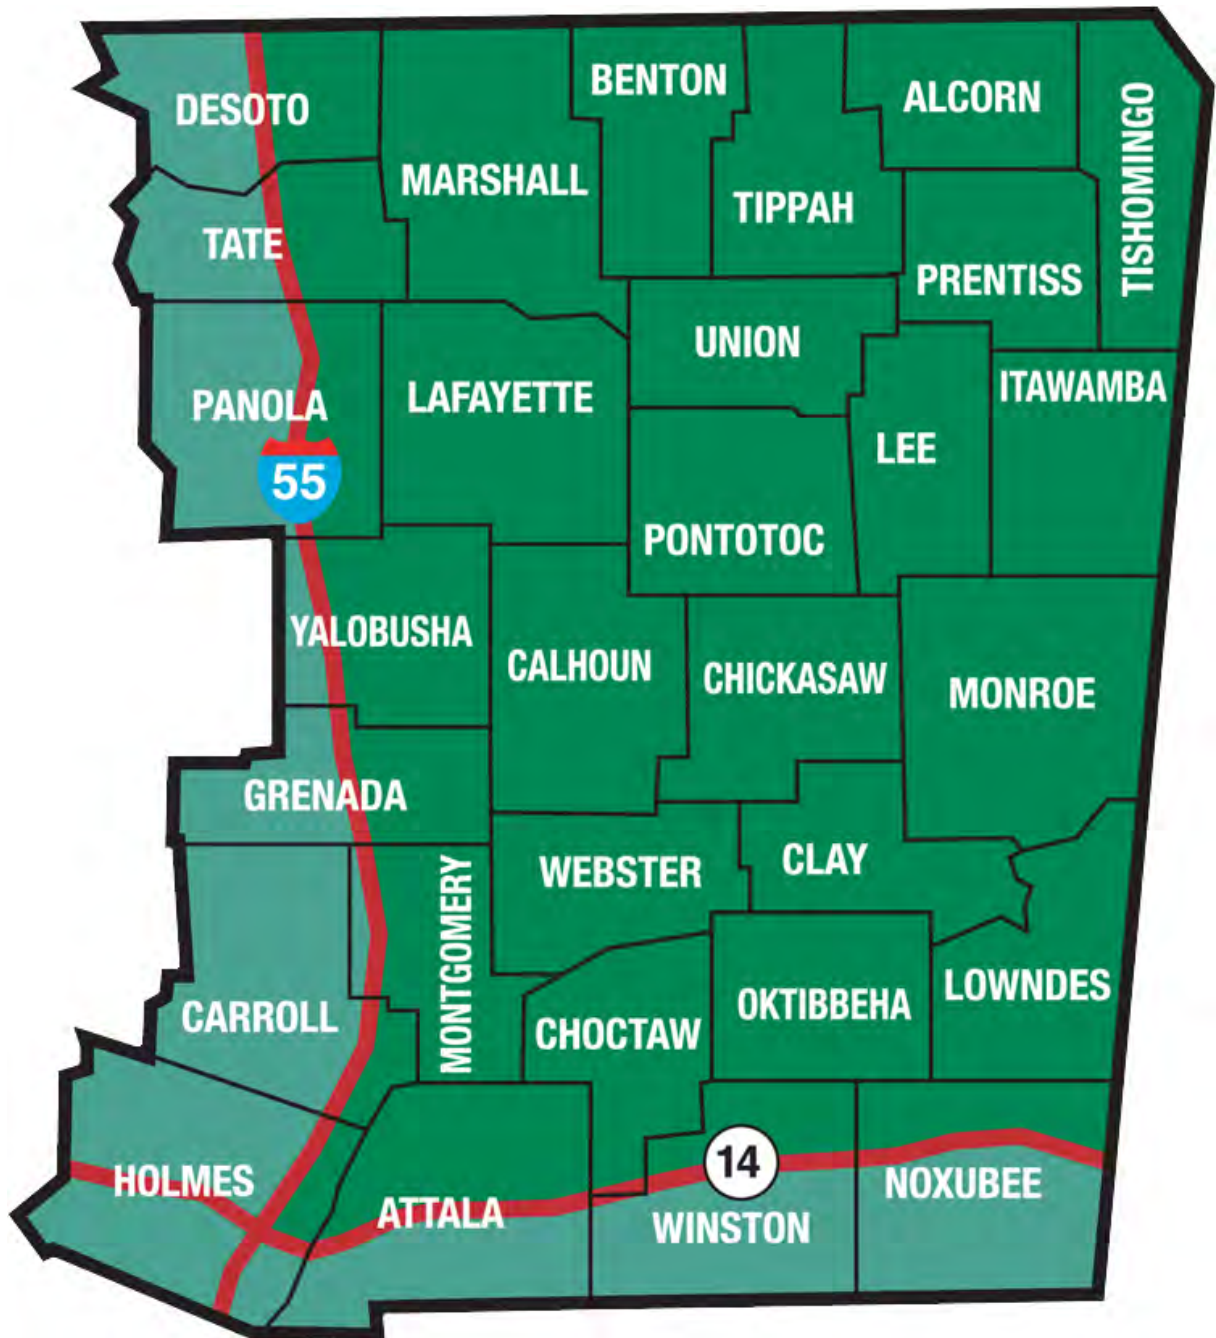 BENTON
ALCORN
DESOTO
TISHOMINGO
MARSHALL
TIPPAH
TATE
PRENTISS
UNION
ITAWAMBA
LAFAYETTE
PANOLA
LEE
55
PONTOTOC
YALOBUSHA
CALHOUN
CHICKASAW
MONROE
GRENADA
CLAY
WEBSTER
MONTGOMERY
LOWNDES
OKTIBBEHA
CARROLL
CHOCTAW
14
HOLMES
NOXUBEE
ATTALA
WINSTON